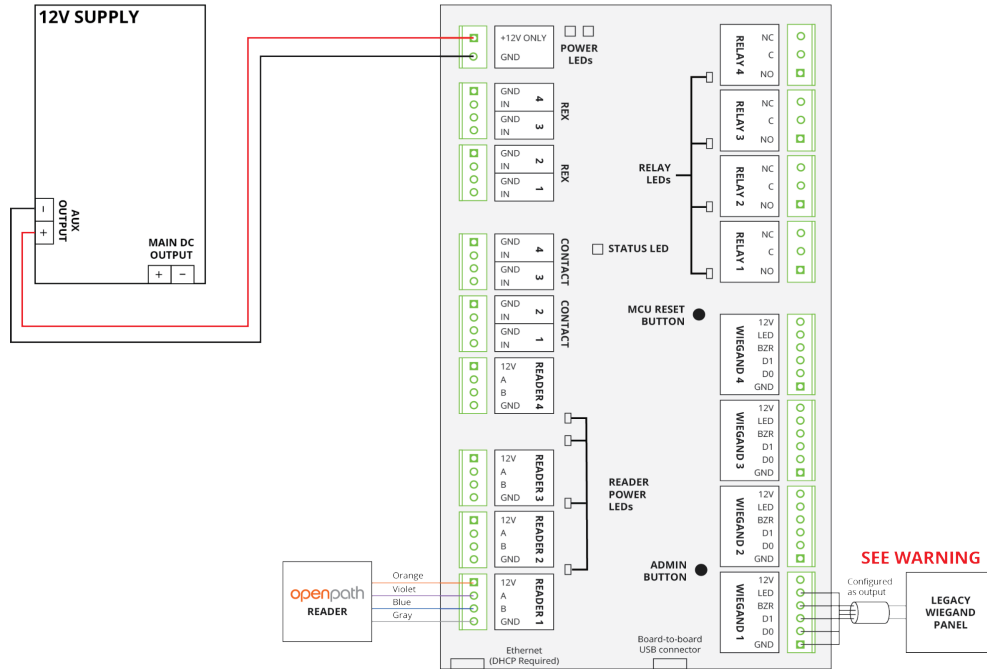 12V SUPPLY
AUX
OUTPUT
−
+
MAIN DC
OUTPUT
+
−
+12V ONLY
GND
POWER
LEDs
GND
IN
4
GND
IN
3
REX
GND
IN
2
GND
IN
1
REX
GND
IN
4
GND
IN
3
CONTACT
GND
IN
2
GND
IN
1
CONTACT
12V
A
B
GND
READER 4
12V
A
B
GND
READER 3
12V
A
B
GND
READER 2
12V
A
B
GND
READER 1
READER
POWER
LEDs
openpath
READER
Orange
Violet
Blue
Gray
Ethernet
(DHCP Required)
Board-to-board
USB connector
RELAY 4
NC
C
NO
RELAY 3
NC
C
NO
RELAY 2
NC
C
NO
RELAY 1
NC
C
NO
RELAY
LEDs
STATUS LED
MCU RESET
BUTTON
WIEGAND 4
12V
LED
BZR
D1
D0
GND
WIEGAND 3
12V
LED
BZR
D1
D0
GND
WIEGAND 2
12V
LED
BZR
D1
D0
GND
ADMIN
BUTTON
WIEGAND 1
12V
LED
BZR
D1
D0
GND
SEE WARNING
Configured
as output
LEGACY
WIEGAND
PANEL